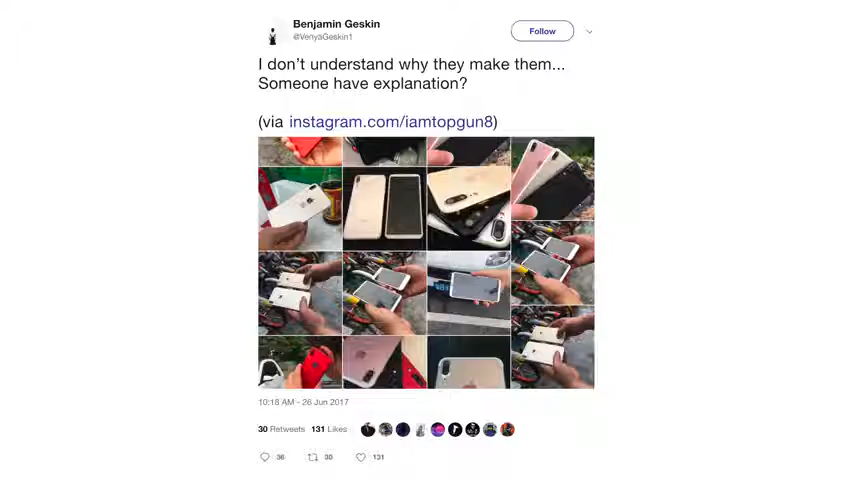 Benjamin Geskin
@VenyaGeskin1
Follow
I don’t understand why they make them...
Someone have explanation?
(via instagram.com/iamtopgun8)
10:18 AM - 26 Jun 2017
30 Retweets 131 Likes
36 30 131